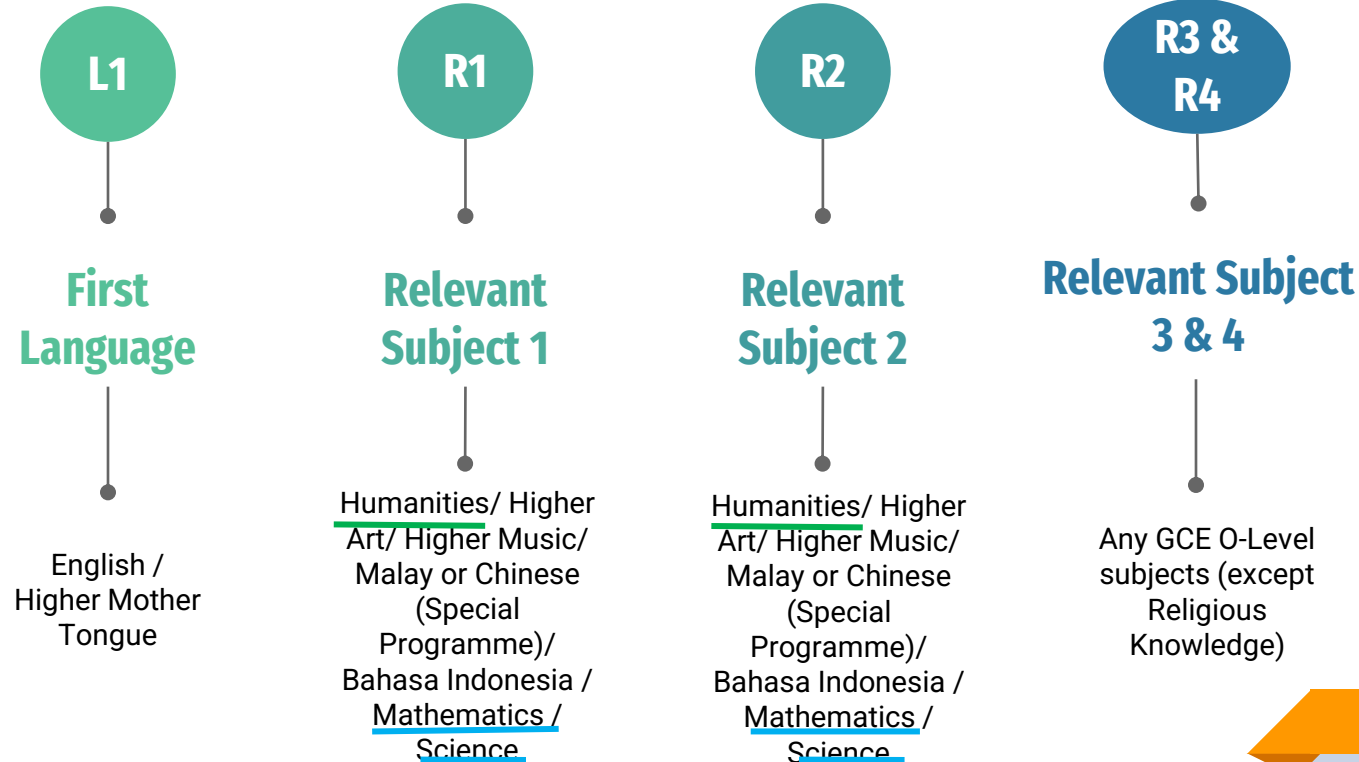 L1
First
Language
English /
Higher Mother
Tongue
R1
Relevant
Subject 1
Humanities/ Higher
Art/ Higher Music/
Malay or Chinese
(Special
Programme)/
Bahasa Indonesia /
Mathematics /
Science
R2
Relevant
Subject 2
Humanities/ Higher
Art/ Higher Music/
Malay or Chinese
(Special
Programme)/
Bahasa Indonesia /
Mathematics /
Science
R3 &
R4
Relevant Subject
3 & 4
Any GCE O-Level
subjects (except
Religious
Knowledge)